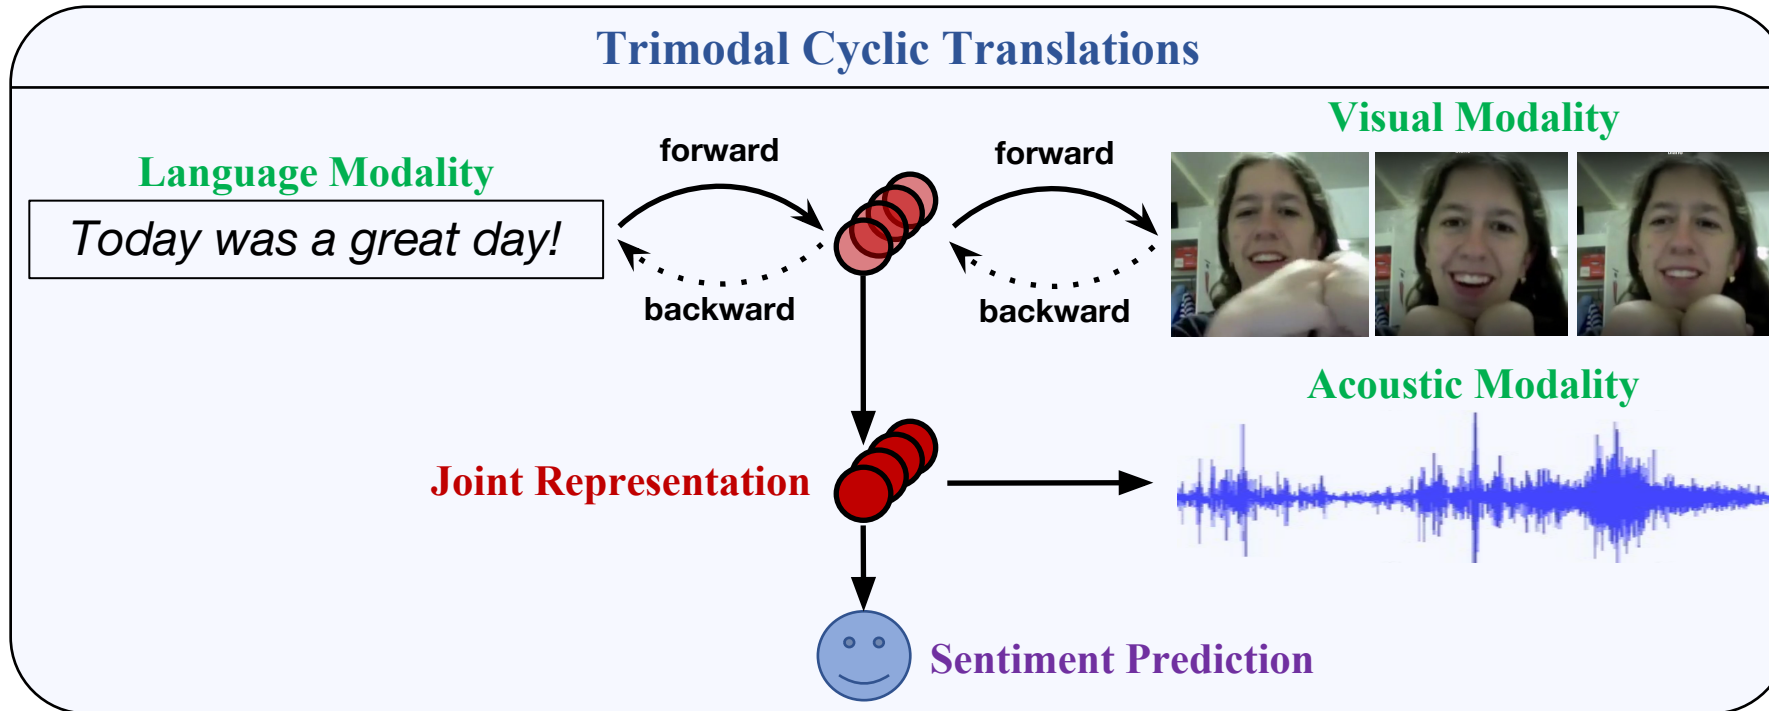 Trimodal Cyclic Translations
Visual Modality
forward
forward
Language Modality
Today was a great day!
backward
backward
Acoustic Modality
Joint Representation
Sentiment Prediction